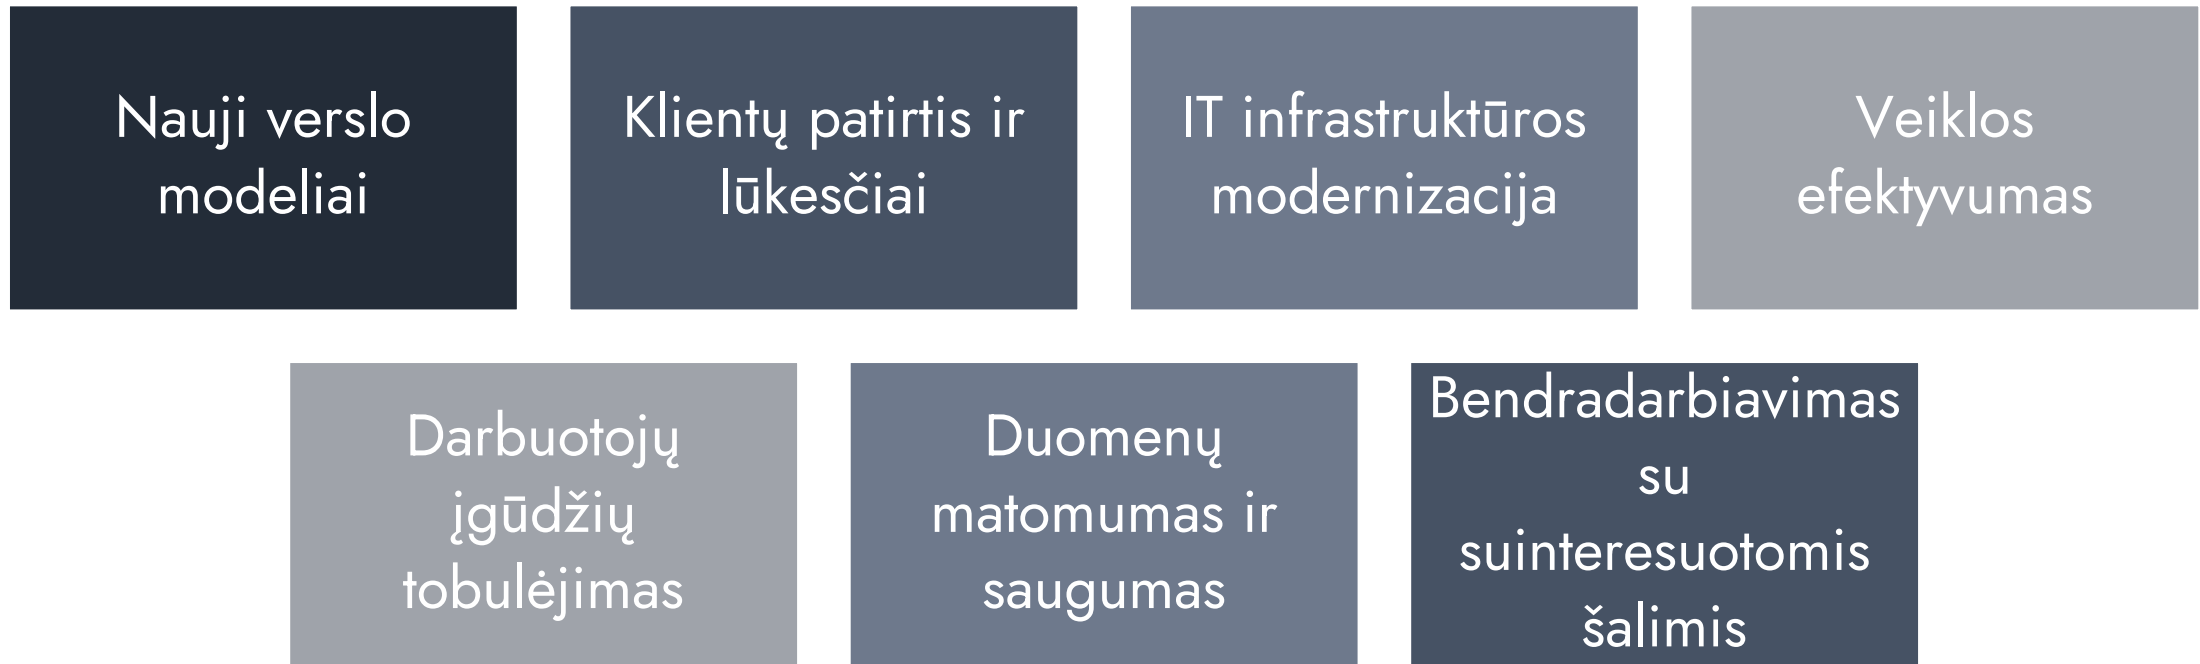 Nauji verslo
modeliai
Klientų patirtis ir
lūkesčiai
IT infrastruktūros
modernizacija
Veiklos
efektyvumas
Darbuotojų
įgūdžių
tobulėjimas
Duomenų
matomumas ir
saugumas
Bendradarbiavimas
su
suinteresuotomis
šalimis